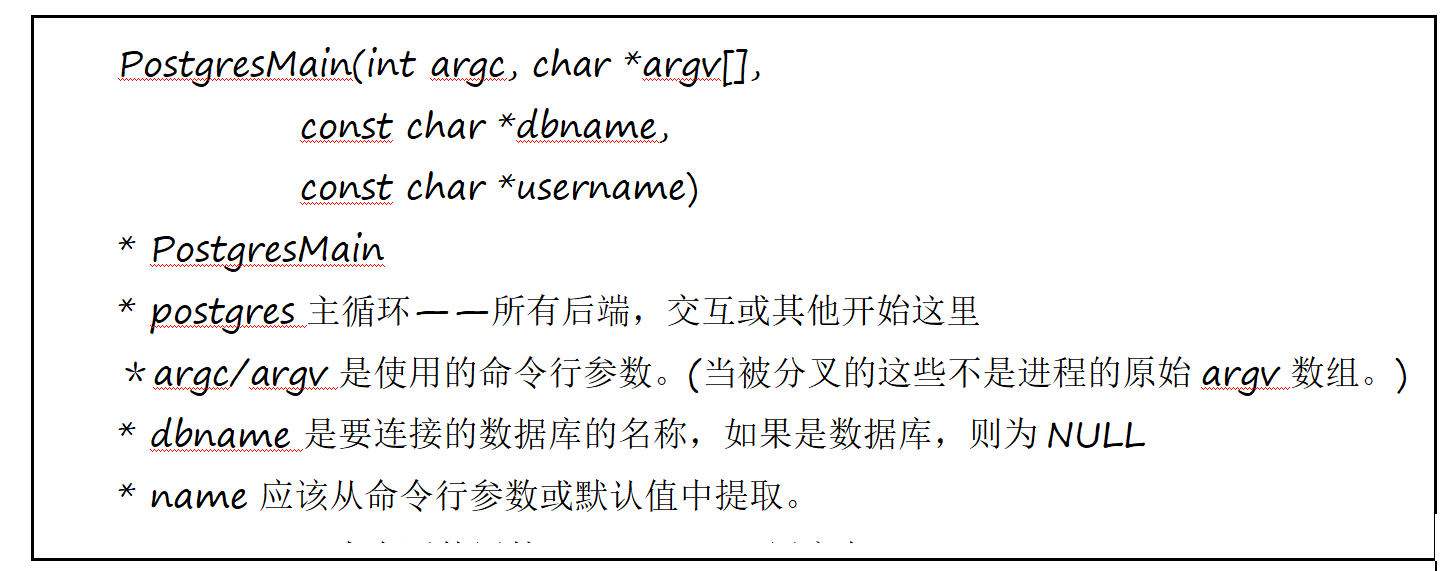 PostgresMain(int argc, char *argv[],
const char *dbname,
const char *username)
* PostgresMain
* postgres 主循环——所有后端，交互或其他开始这里
*argc/argv 是使用的命令行参数。(当被分叉的这些不是进程的原始 argv 数组。)
* dbname 是要连接的数据库的名称，如果是数据库，则为 NULL
* name 应该从命令行参数或默认值中提取。